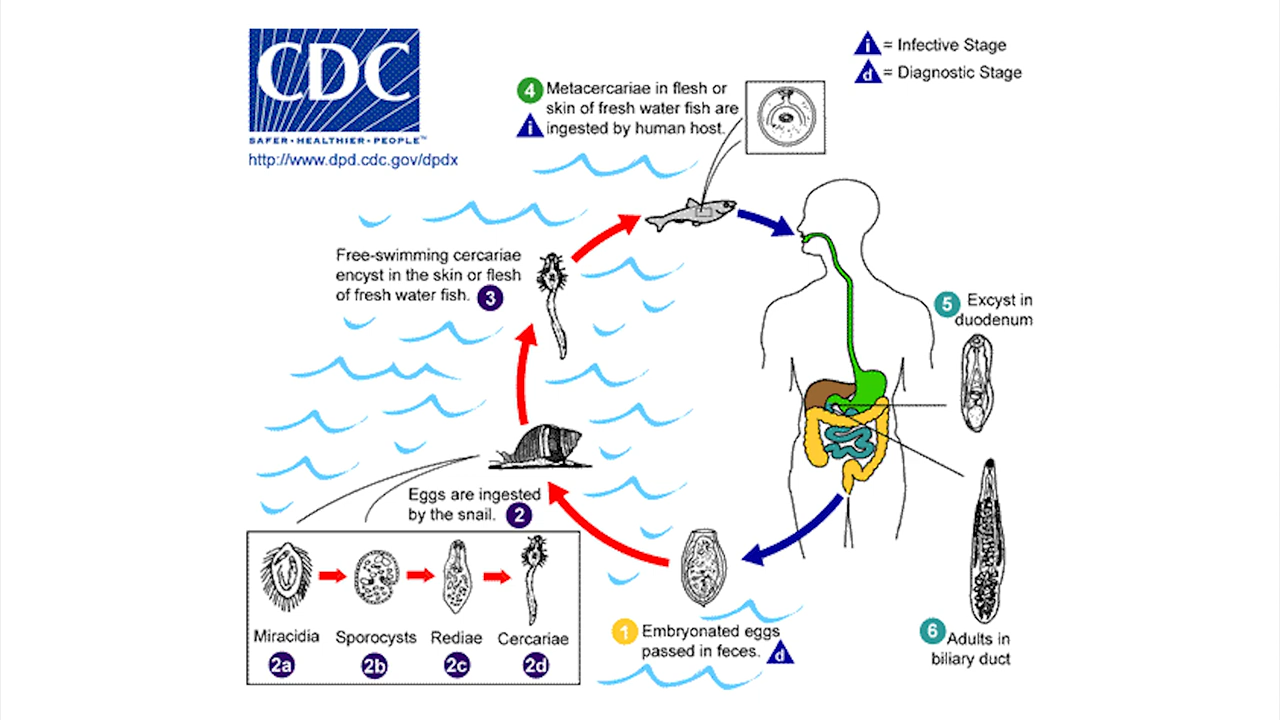 CDC
SAFER·HEALTHIER·PEOPLE™
http://www.dpd.cdc.gov/dpdx
i = Infective Stage
d = Diagnostic Stage
4 Metacercariae in flesh or
skin of fresh water fish are
i ingested by human host.
Free-swimming cercariae
encyst in the skin or flesh
of fresh water fish. 3
5 Excyst in
duodenum
Eggs are ingested
by the snail. 2
Miracidia Sporocysts Rediae Cercariae
2a 2b 2c 2d
1 Embryonated eggs
passed in feces. d
6 Adults in
biliary duct